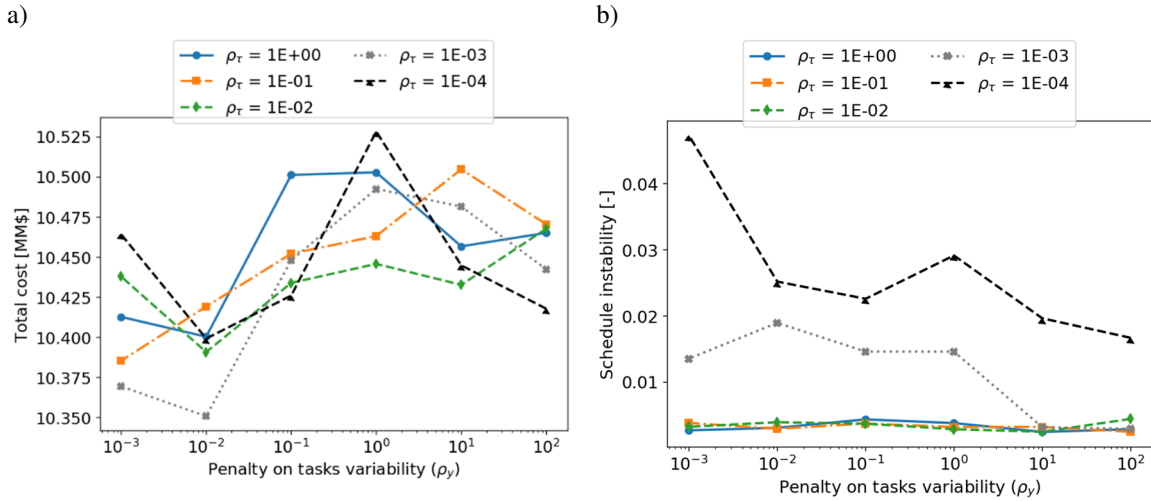 a)
ρτ = 1E+00
ρτ = 1E-01
ρτ = 1E-02
ρτ = 1E-03
ρτ = 1E-04
Total cost [MM$]
10.525
10.500
10.475
10.450
10.425
10.400
10.375
10.350
10⁻³ 10⁻² 10⁻¹ 10⁰ 10¹ 10²
Penalty on tasks variability (ρy)
b)
ρτ = 1E+00
ρτ = 1E-01
ρτ = 1E-02
ρτ = 1E-03
ρτ = 1E-04
Schedule instability [-]
0.04
0.03
0.02
0.01
10⁻³ 10⁻² 10⁻¹ 10⁰ 10¹ 10²
Penalty on tasks variability (ρy)